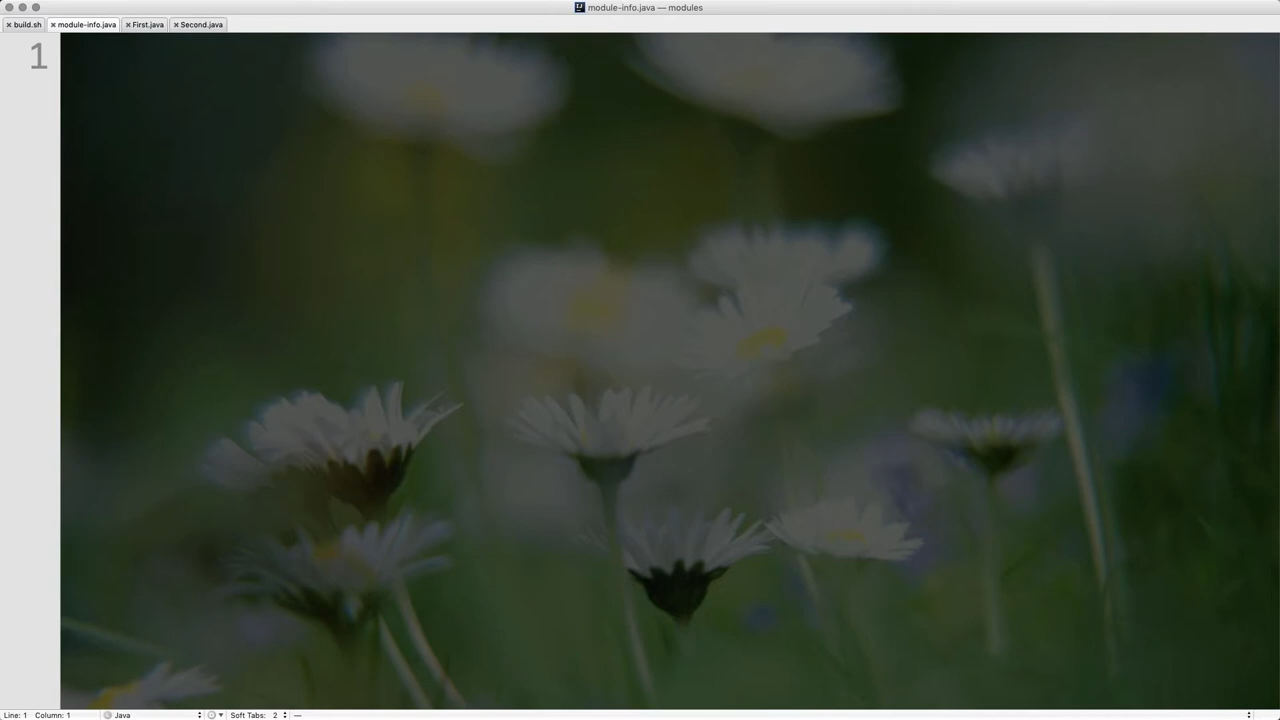 module-info.java — modules
build.sh
module-info.java
First.java
Second.java
1
Line: 1 Column: 1
Java
Soft Tabs: 2
—